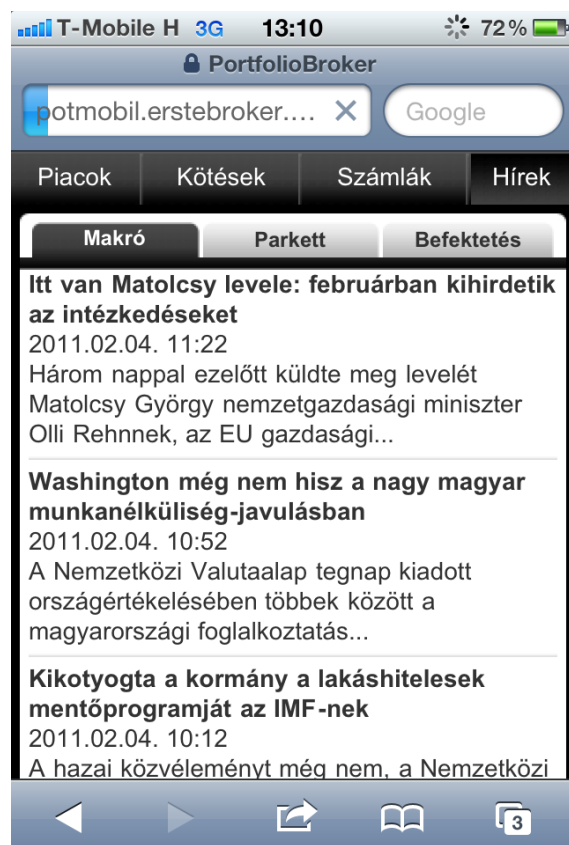 T-Mobile H 3G 13:10 72%
PortfolioBroker
potmobil.erstebroker.... Google
Piacok Kötések Számlák Hírek
Makró Parkett Befektetés
Itt van Matolcsy levele: februárban kihirdetik
az intézkedéseket
2011.02.04. 11:22
Három nappal ezelőtt küldte meg levelét
Matolcsy György nemzetgazdasági miniszter
Olli Rehnnek, az EU gazdasági...
Washington még nem hisz a nagy magyar
munkanélküliség-javulásban
2011.02.04. 10:52
A Nemzetközi Valutaalap tegnap kiadott
országértékelésében többek között a
magyarországi foglalkoztatás...
Kikotyogta a kormány a lakáshitelesek
mentőprogramját az IMF-nek
2011.02.04. 10:12
A hazai közvéleményt még nem, a Nemzetközi
3